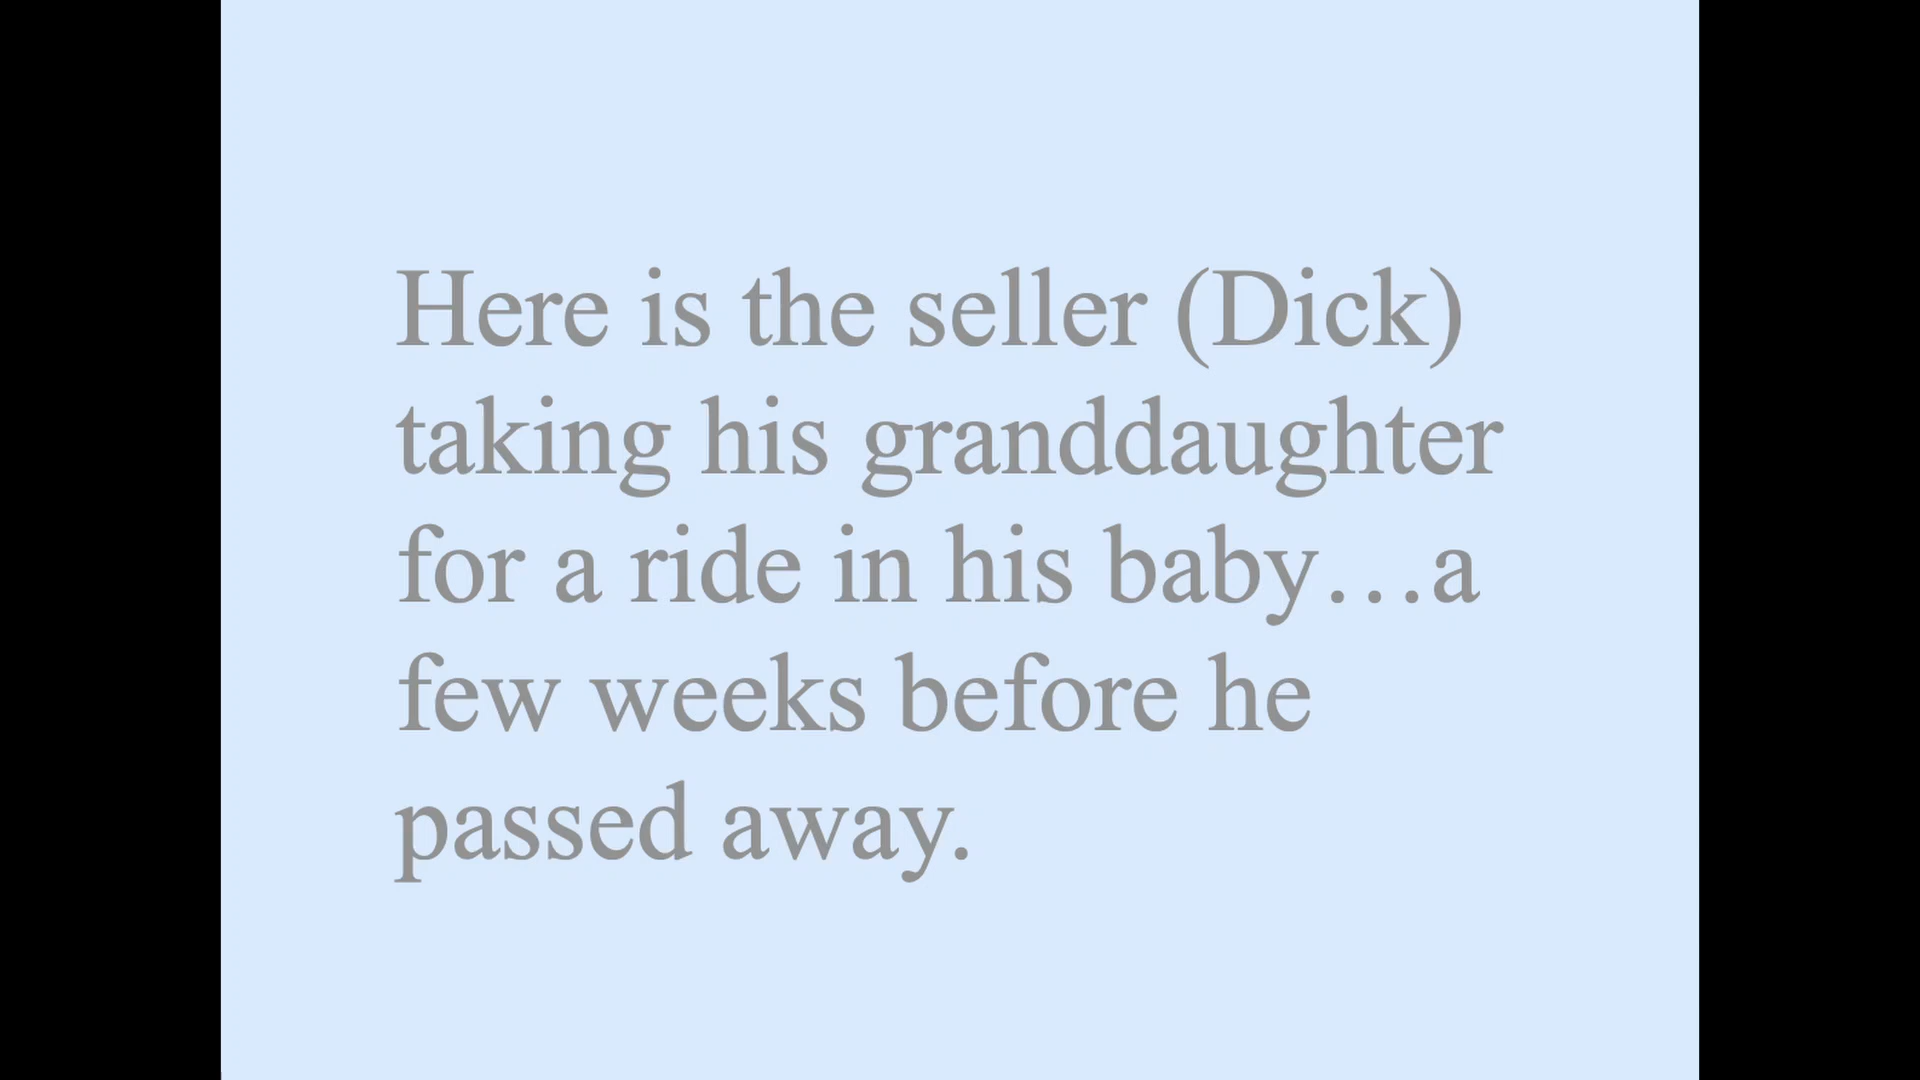 Here is the seller (Dick)
taking his granddaughter
for a ride in his baby…a
few weeks before he
passed away.